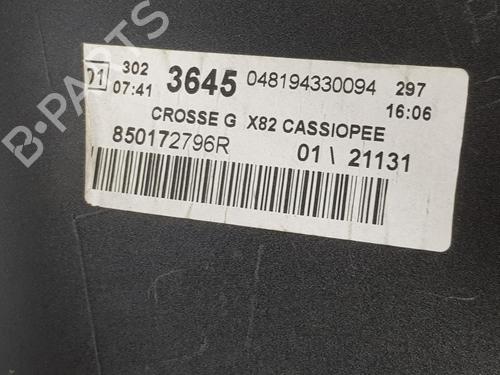 01 302 07:41 3645 048194330094 297 16:06
CROSSE G X82 CASSIOPEE
850172796R 01 \ 21131
B-PARTS